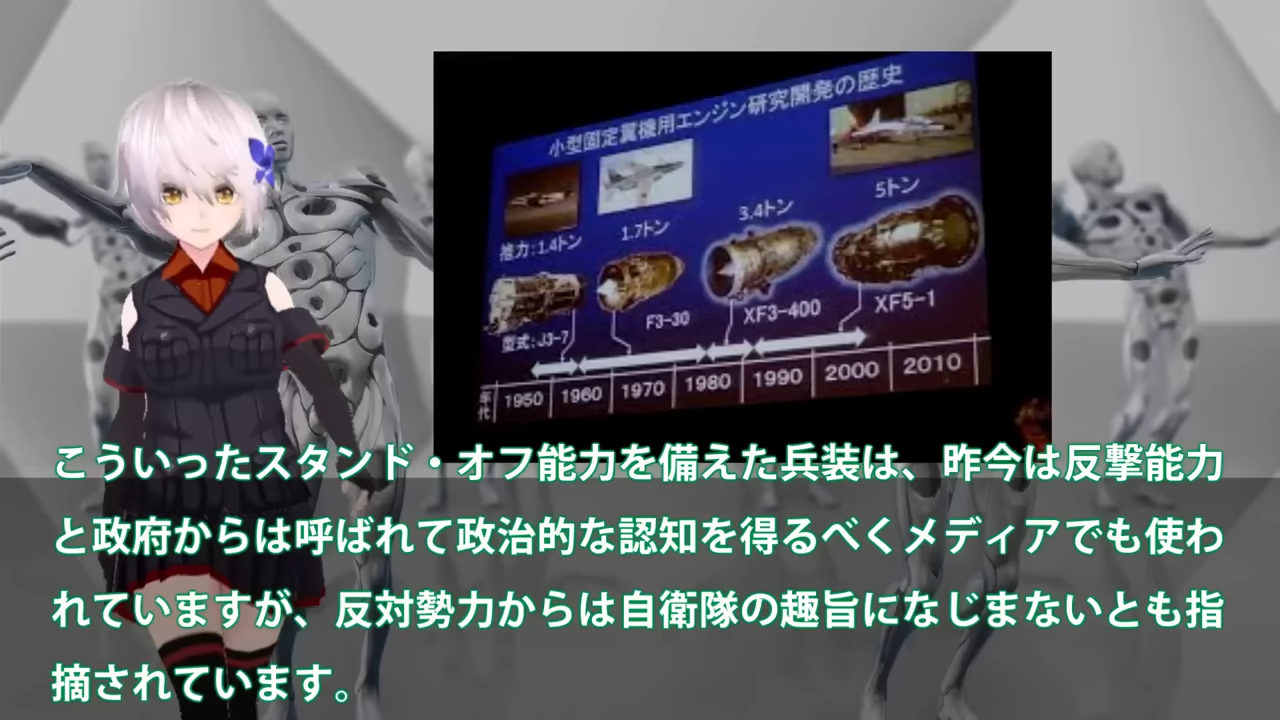 小型固定翼機用エンジン研究開発の歴史
推力:1.4トン
1.7トン
3.4トン
5トン
型式:J3-7
F3-30
XF3-400
XF5-1
年代
1950
1960
1970
1980
1990
2000
2010
こういったスタンド・オフ能力を備えた兵装は、昨今は反撃能力
と政府からは呼ばれて政治的な認知を得るべくメディアでも使わ
れていますが、反対勢力からは自衛隊の趣旨になじまないとも指
摘されています。